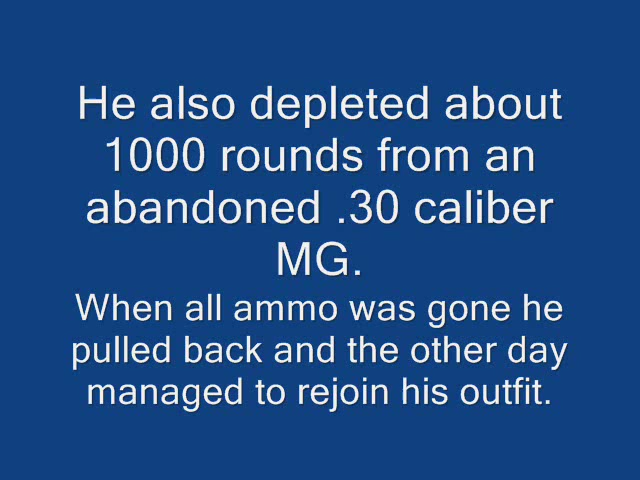 He also depleted about
1000 rounds from an
abandoned .30 caliber
MG.
When all ammo was gone he
pulled back and the other day
managed to rejoin his outfit.